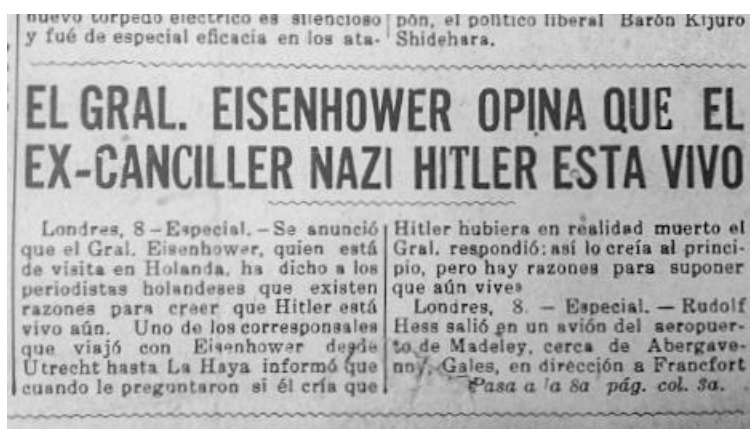 nuevo torpedo eléctrico es silencioso
y fué de especial eficacia en los ata-
pón, el político liberal Barón Kijuro
Shidehara.
EL GRAL. EISENHOWER OPINA QUE EL
EX-CANCILLER NAZI HITLER ESTA VIVO
Londres, 8—Especial.—Se anunció
que el Gral. Eisenhower, quien está
de visita en Holanda, ha dicho a los
periodistas holandeses que existen
razones para creer que Hitler está
vivo aún. Uno de los corresponsales
que viajó con Eisenhower desde
Utrecht hasta La Haya informó que
cuando le preguntaron si él cría que
Hitler hubiera en realidad muerto el
Gral. respondió: así lo creía al princi-
pio, pero hay razones para suponer
que aún vives
Londres, 8. — Especial. — Rudolf
Hess salió en un avión del aeropuer-
to de Madeley, cerca de Abergave-
nny, Gales, en dirección a Francfort
Pasa a la 8a pág. col. 3a.